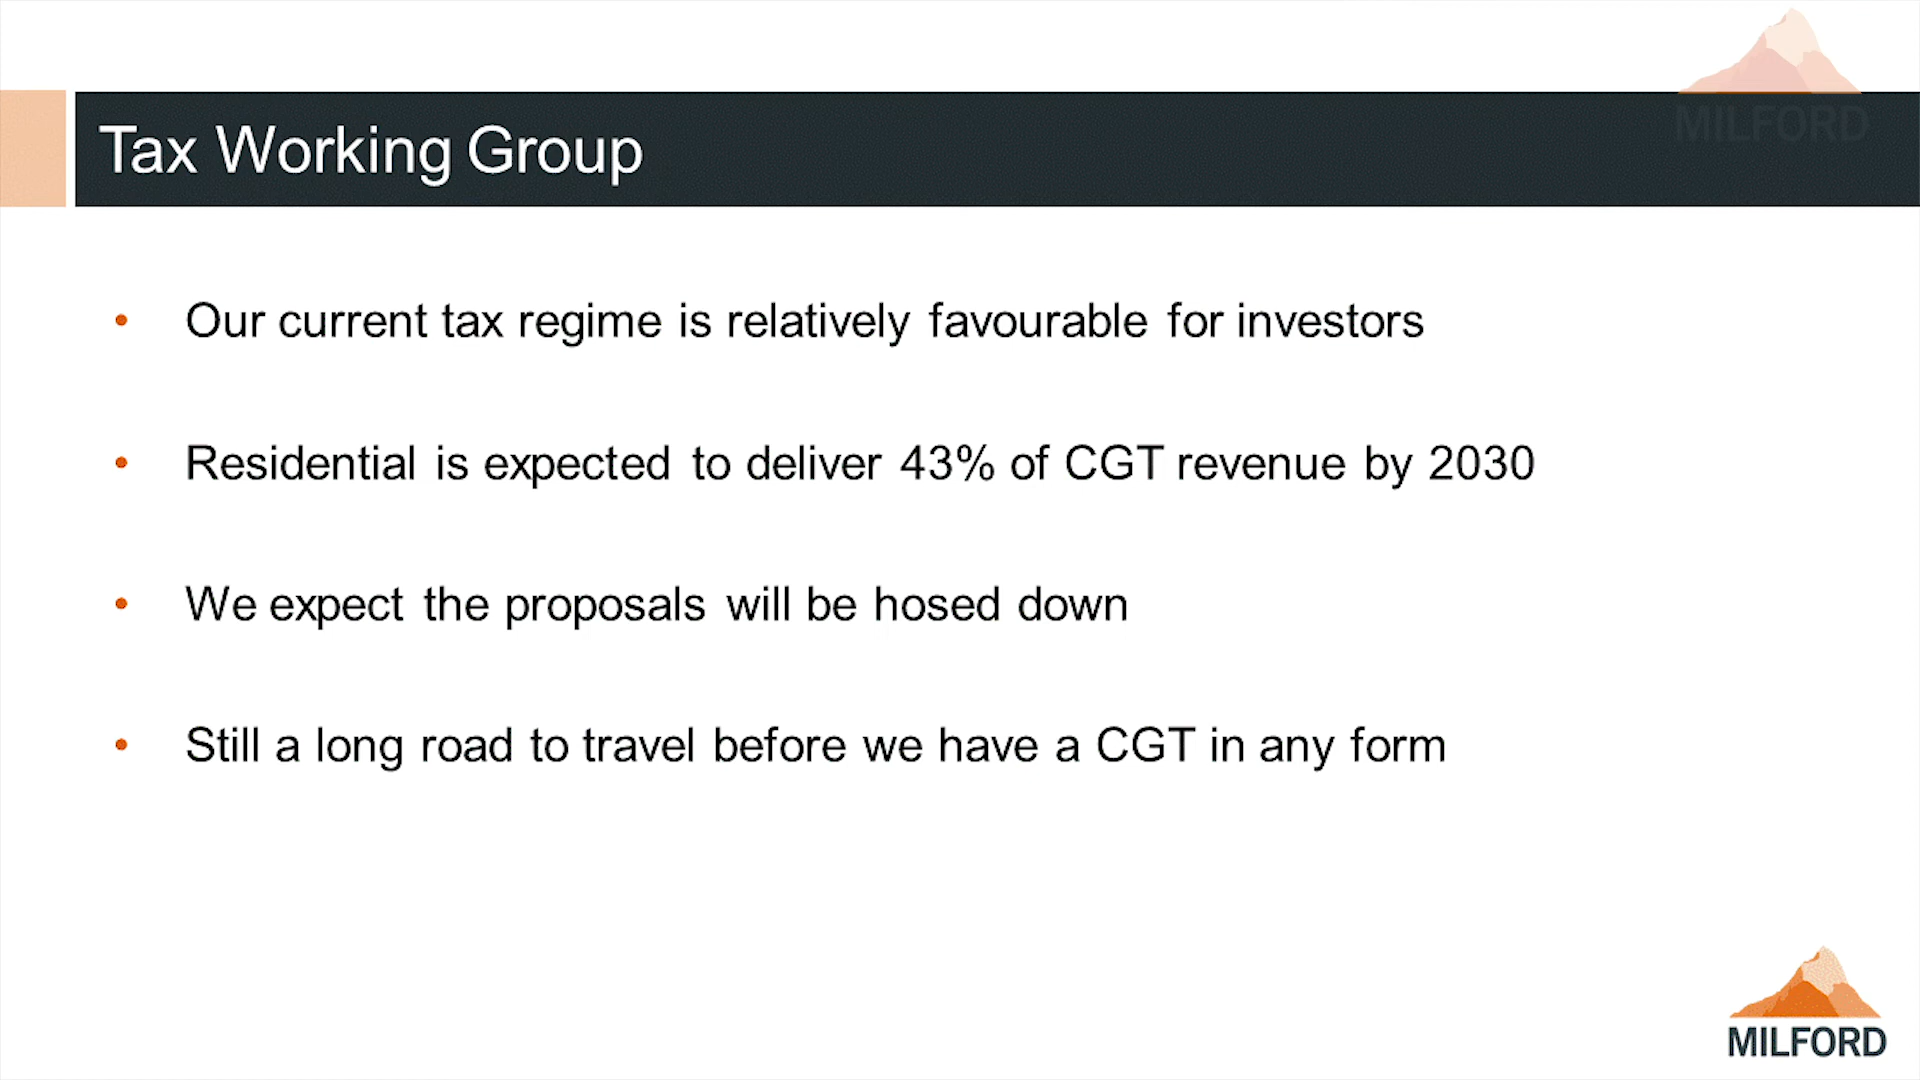 MILFORD
Tax Working Group
• Our current tax regime is relatively favourable for investors
• Residential is expected to deliver 43% of CGT revenue by 2030
• We expect the proposals will be hosed down
• Still a long road to travel before we have a CGT in any form
MILFORD